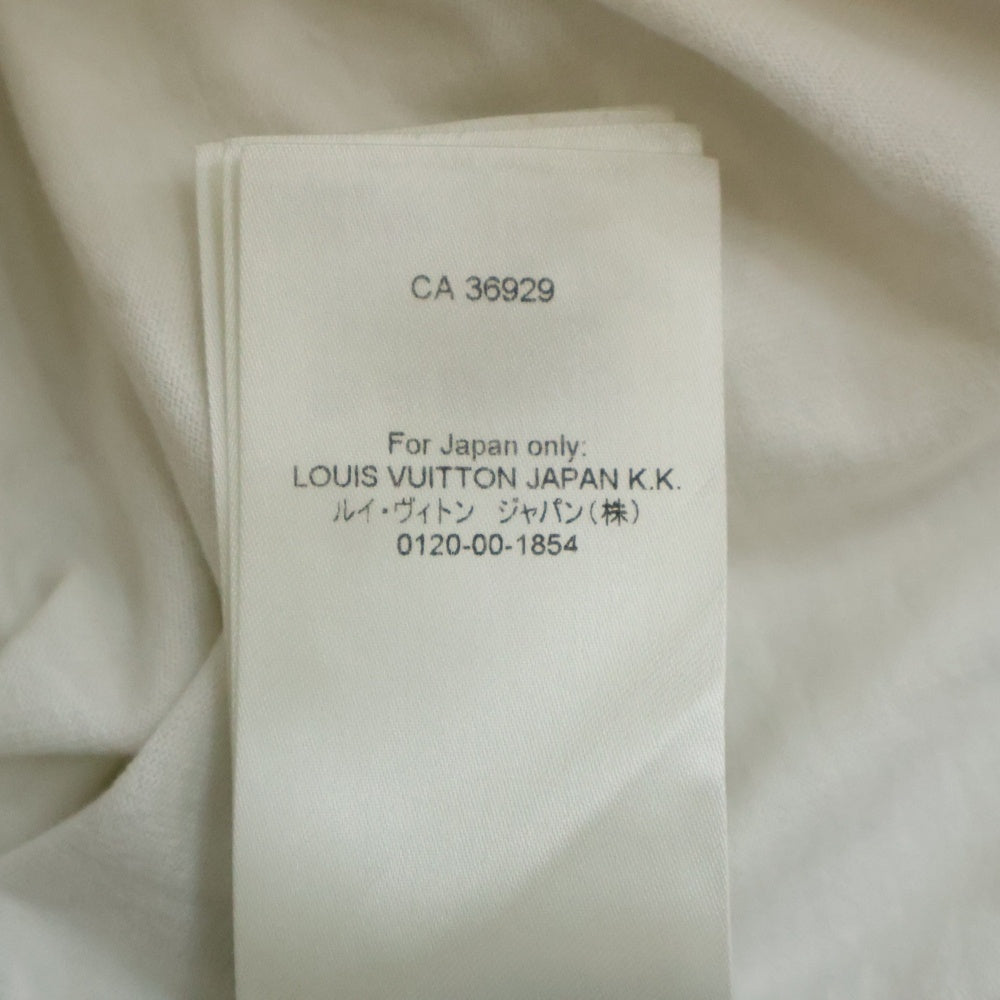 CA 36929
For Japan only:
LOUIS VUITTON JAPAN K.K.
ルイ・ヴィトン ジャパン(株)
0120-00-1854